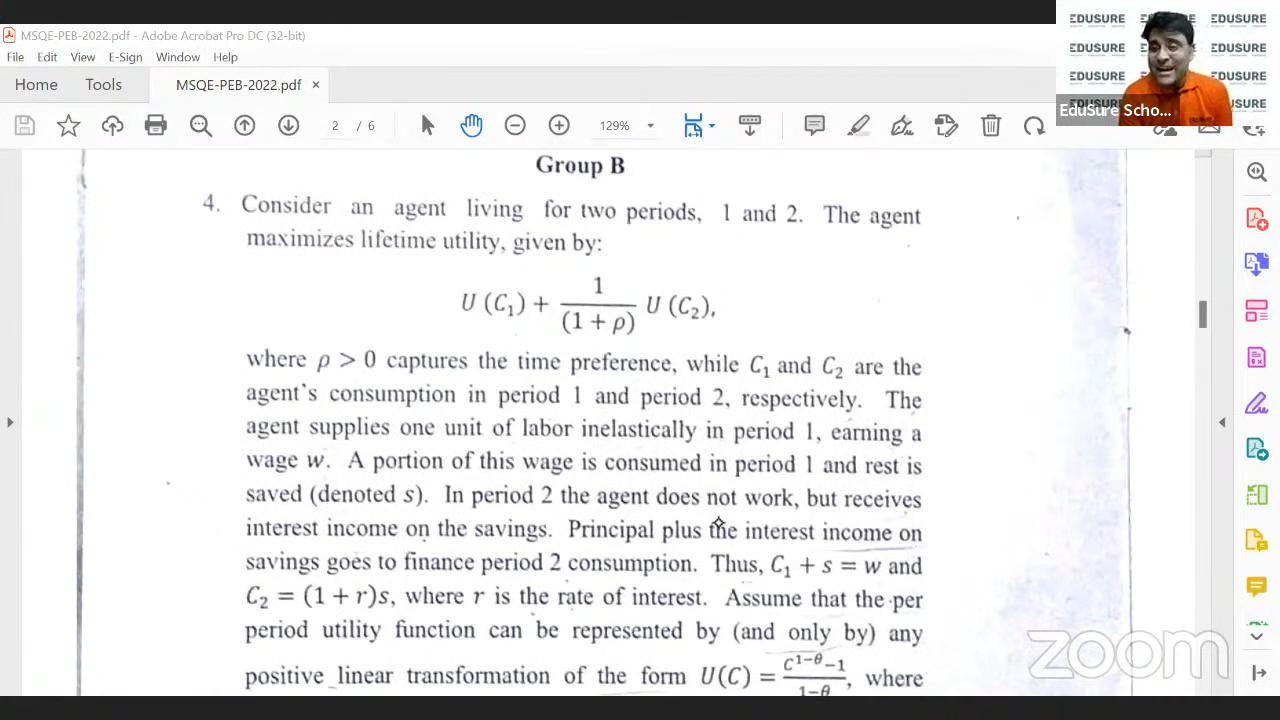 MSQE-PEB-2022.pdf - Adobe Acrobat Pro DC (32-bit)
File Edit View E-Sign Window Help
Home Tools MSQE-PEB-2022.pdf ×
2 / 6 129%
EDUSURE EDUSURE
EDUSURE EDUSURE
EDUSURE EDUSURE
EduSure Scho...
Group B
4. Consider an agent living for two periods, 1 and 2. The agent
maximizes lifetime utility, given by:
U (C₁) + 1/(1 + ρ) U (C₂),
where ρ > 0 captures the time preference, while C₁ and C₂ are the
agent's consumption in period 1 and period 2, respectively. The
agent supplies one unit of labor inelastically in period 1, earning a
wage w. A portion of this wage is consumed in period 1 and rest is
saved (denoted s). In period 2 the agent does not work, but receives
interest income on the savings. Principal plus the interest income on
savings goes to finance period 2 consumption. Thus, C₁ + s = w and
C₂ = (1 + r)s, where r is the rate of interest. Assume that the per
period utility function can be represented by (and only by) any
positive linear transformation of the form U(C) = (C^{1−θ} −1)/(1−θ), where
zoom